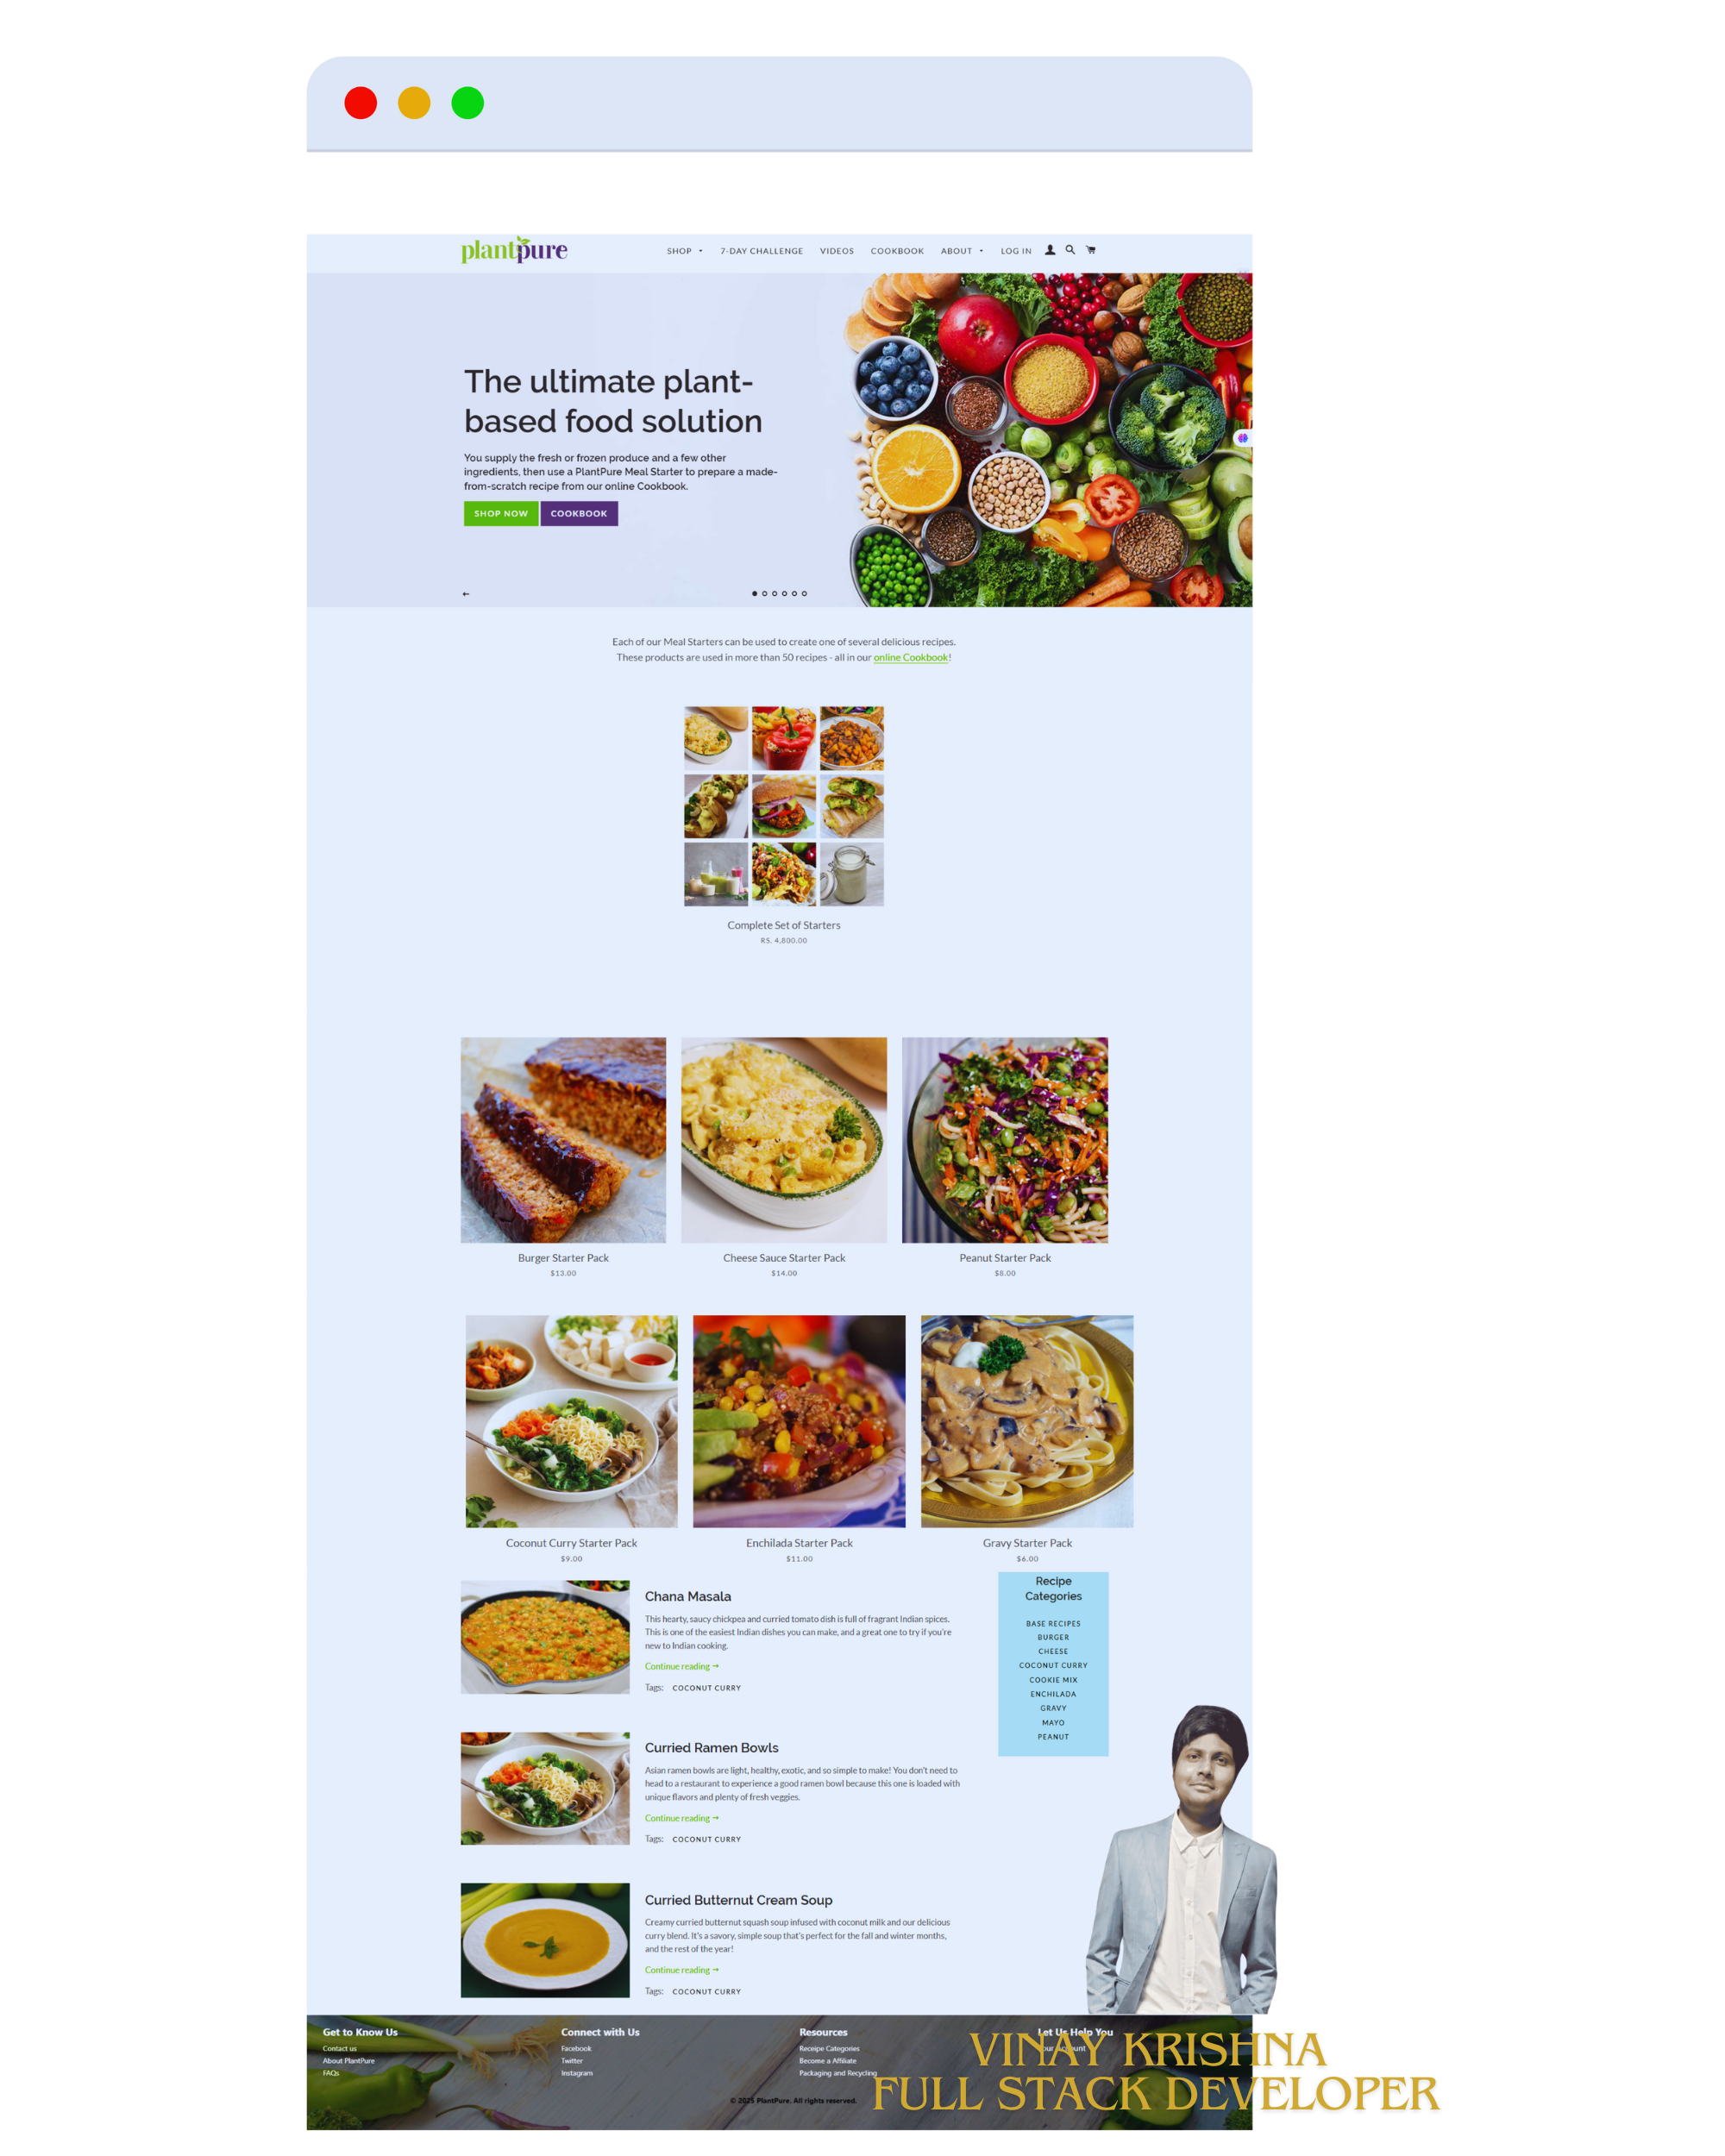 plantpure
SHOP 7-DAY CHALLENGE VIDEOS COOKBOOK ABOUT LOG IN
The ultimate plant-
based food solution
You supply the fresh or frozen produce and a few other
ingredients, then use a PlantPure Meal Starter to prepare a made-
from-scratch recipe from our online Cookbook.
SHOP NOW COOKBOOK
Each of our Meal Starters can be used to create one of several delicious recipes.
These products are used in more than 50 recipes - all in our online Cookbook!
Complete Set of Starters
RS. 4,800.00
Burger Starter Pack
$13.00
Cheese Sauce Starter Pack
$14.00
Peanut Starter Pack
$8.00
Coconut Curry Starter Pack
$9.00
Enchilada Starter Pack
$11.00
Gravy Starter Pack
$6.00
Chana Masala
This hearty, saucy chickpea and curried tomato dish is full of fragrant Indian spices.
This is one of the easiest Indian dishes you can make, and a great one to try if you're
new to Indian cooking.
Continue reading →
Tags: COCONUT CURRY
Curried Ramen Bowls
Asian ramen bowls are light, healthy, exotic, and so simple to make! You don't need to
head to a restaurant to experience a good ramen bowl because this one is loaded with
unique flavors and plenty of fresh veggies.
Continue reading →
Tags: COCONUT CURRY
Curried Butternut Cream Soup
Creamy curried butternut squash soup infused with coconut milk and our delicious
curry blend. It's a savory, simple soup that's perfect for the fall and winter months,
and the rest of the year!
Continue reading →
Tags: COCONUT CURRY
Recipe
Categories
BASE RECIPES
BURGER
CHEESE
COCONUT CURRY
COOKIE MIX
ENCHILADA
GRAVY
MAYO
PEANUT
Get to Know Us
Contact us
About PlantPure
FAQs
Connect with Us
Facebook
Twitter
Instagram
Resources
Receipe Categories
Become a Affiliate
Packaging and Recycling
Let Us Help You
© 2025 PlantPure. All rights reserved.
VINAY KRISHNA
FULL STACK DEVELOPER